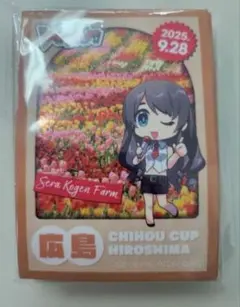 2025.
9.28
Sera Kogen Farm
広島
CHIHOU CUP
HIROSHIMA